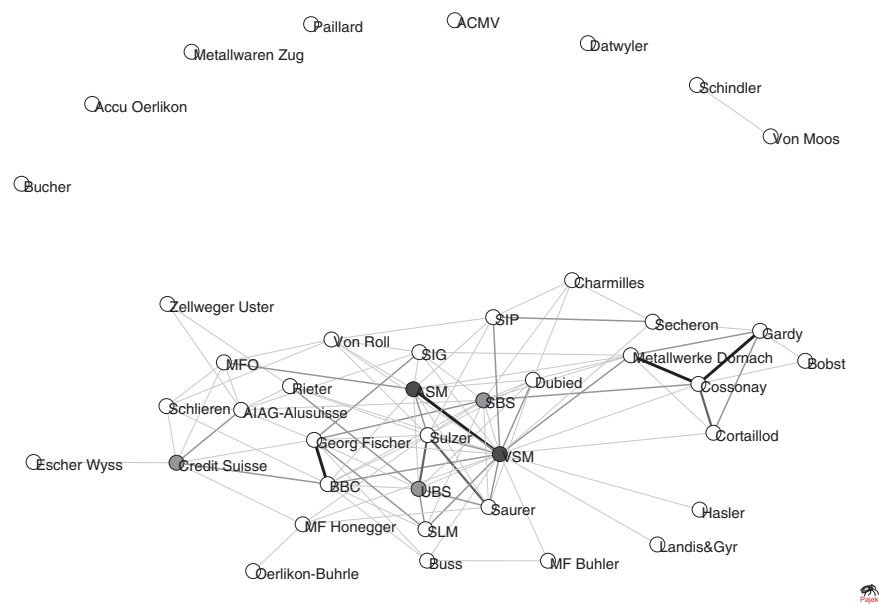 Paillard
ACMV
Datwyler
Metallwaren Zug
Schindler
Accu Oerlikon
Von Moos
Bucher
Charmilles
Zellweger Uster
SIP
Secheron
Gardy
Von Roll
SIG
Metallwerke Dornach
Bobst
MFO
Rieter
ASM
Dubied
Cossonay
SBS
Schlieren
AIAG-Alusuisse
Georg Fischer
Sulzer
Cortaillod
Escher Wyss
Credit Suisse
VSM
BBC
UBS
Saurer
Hasler
MF Honegger
SLM
Landis&Gyr
Oerlikon-Buhrle
Buss
MF Buhler
Pajek